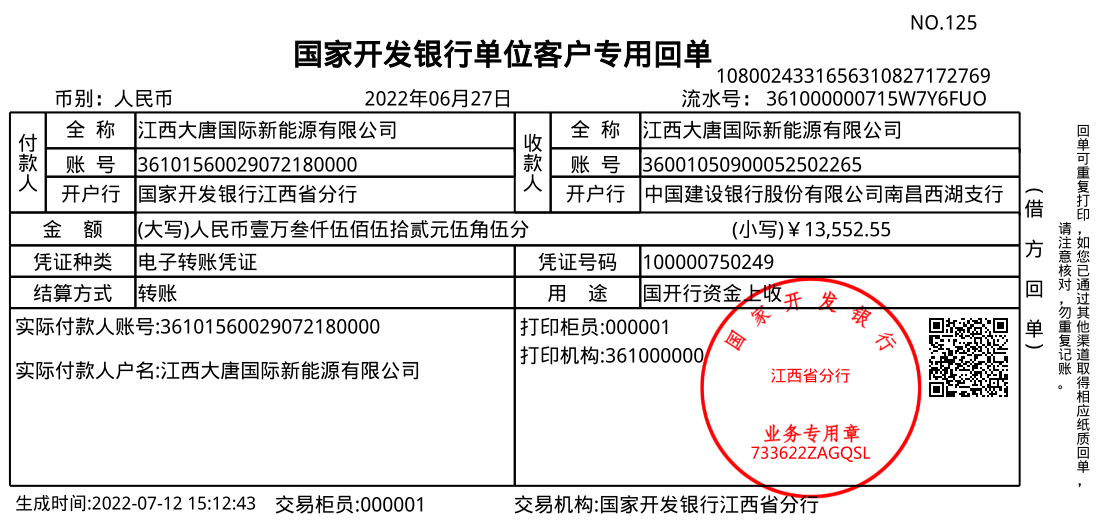 NO.125
国家开发银行单位客户专用回单
1080024331656310827172769
币别：人民币 2022年06月27日 流水号： 361000000715W7Y6FUO
付款人 全 称 江西大唐国际新能源有限公司 收款人 全 称 江西大唐国际新能源有限公司
账 号 36101560029072180000 账 号 36001050900052502265
开户行 国家开发银行江西省分行 开户行 中国建设银行股份有限公司南昌西湖支行
金 额 (大写)人民币壹万叁仟伍佰伍拾贰元伍角伍分 (小写)￥13,552.55
凭证种类 电子转账凭证 凭证号码 100000750249
结算方式 转账 用 途 国开行资金上收
实际付款人账号:36101560029072180000 打印柜员:000001
打印机构:361000000
实际付款人户名:江西大唐国际新能源有限公司
国家开发银行
江西省分行
业务专用章
733622ZAGQSL
(借方回单)
回单可重复打印,如您已通过其他渠道取得相应纸质回单,
请注意核对,勿重复记账。
生成时间:2022-07-12 15:12:43 交易柜员:000001 交易机构:国家开发银行江西省分行